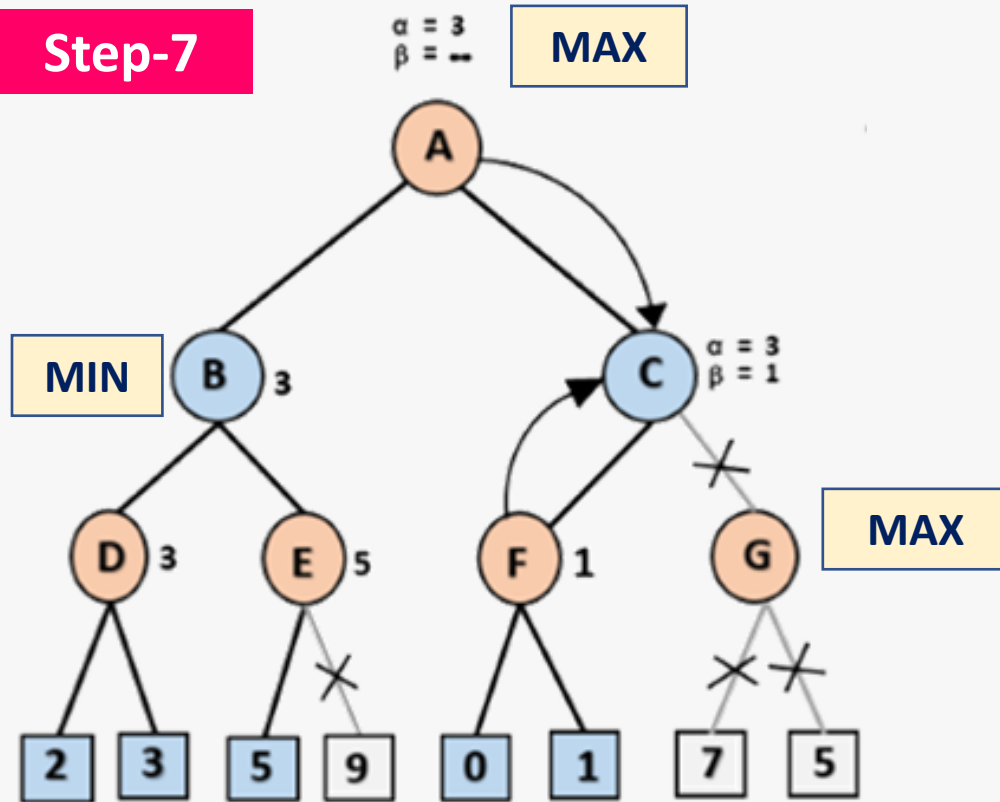 Step-7
α = 3
β = -∞
MAX
A
MIN
B
3
C
α = 3
β = 1
D
3
E
5
F
1
G
MAX
2
3
5
9
0
1
7
5